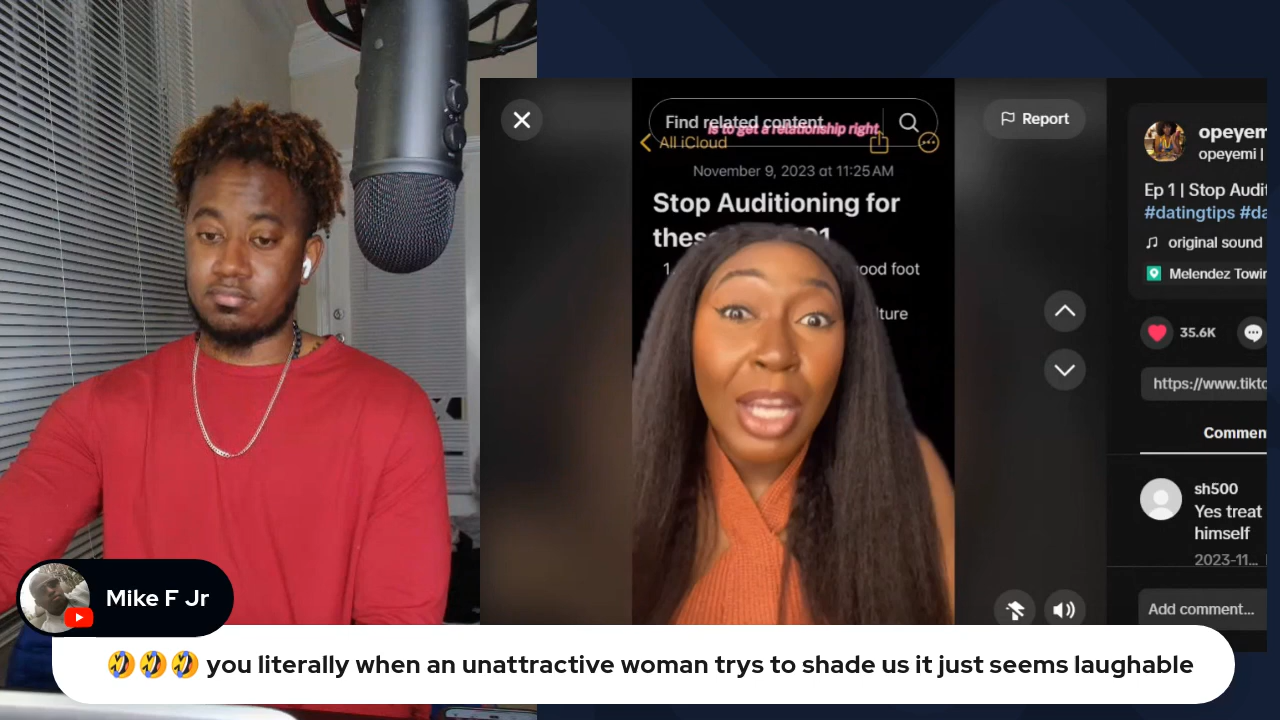 Find related content
is to get a relationship right
All iCloud
Report
November 9, 2023 at 11:25 AM
Stop Auditioning for
1.
ood foot
lture
opeyem
opeyemi |
Ep 1 | Stop Audit
#datingtips #da
original sound
Melendez Towin
35.6K
https://www.tikto
Commen
sh500
Yes treat
himself
2023-11...
Add comment...
Mike F Jr
🤣🤣🤣 you literally when an unattractive woman trys to shade us it just seems laughable